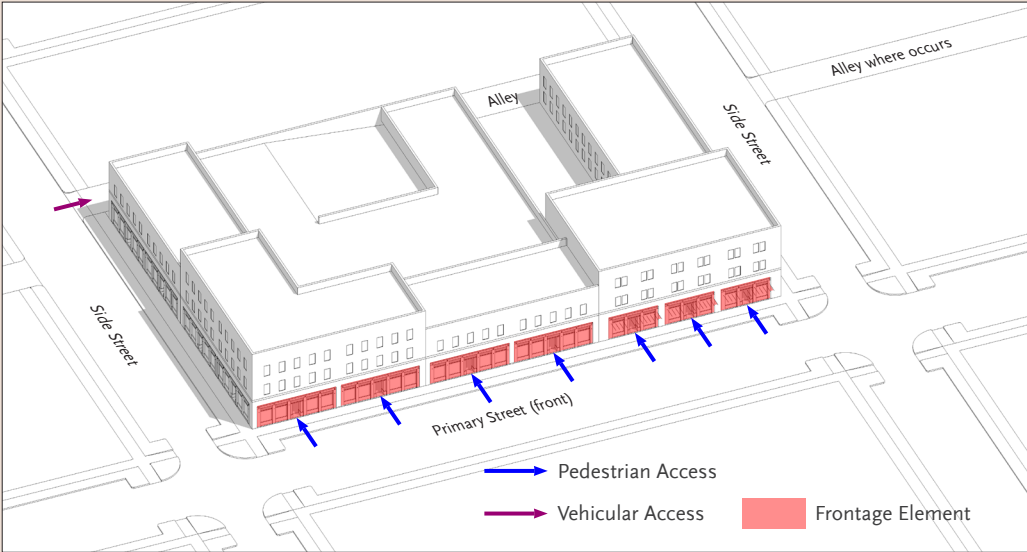 Alley where occurs
Alley
Side Street
Side Street
Primary Street (front)
Pedestrian Access
Vehicular Access
Frontage Element